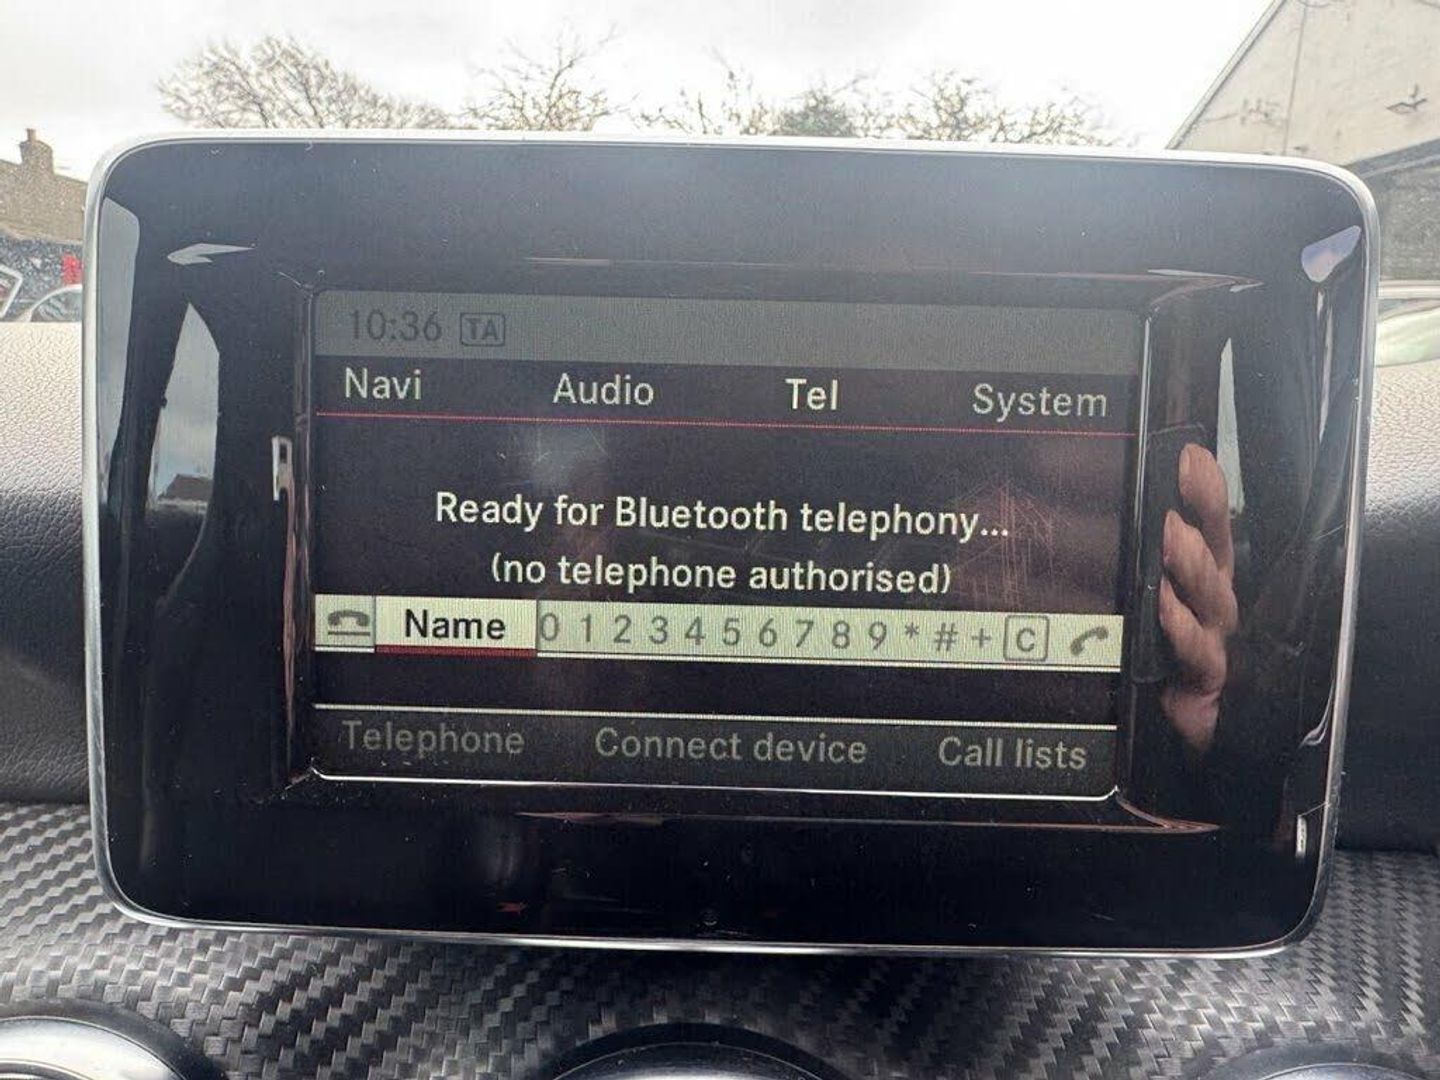 10:36 TA
Navi Audio Tel System
Ready for Bluetooth telephony...
(no telephone authorised)
Name 0 1 2 3 4 5 6 7 8 9 * # + C
Telephone Connect device Call lists